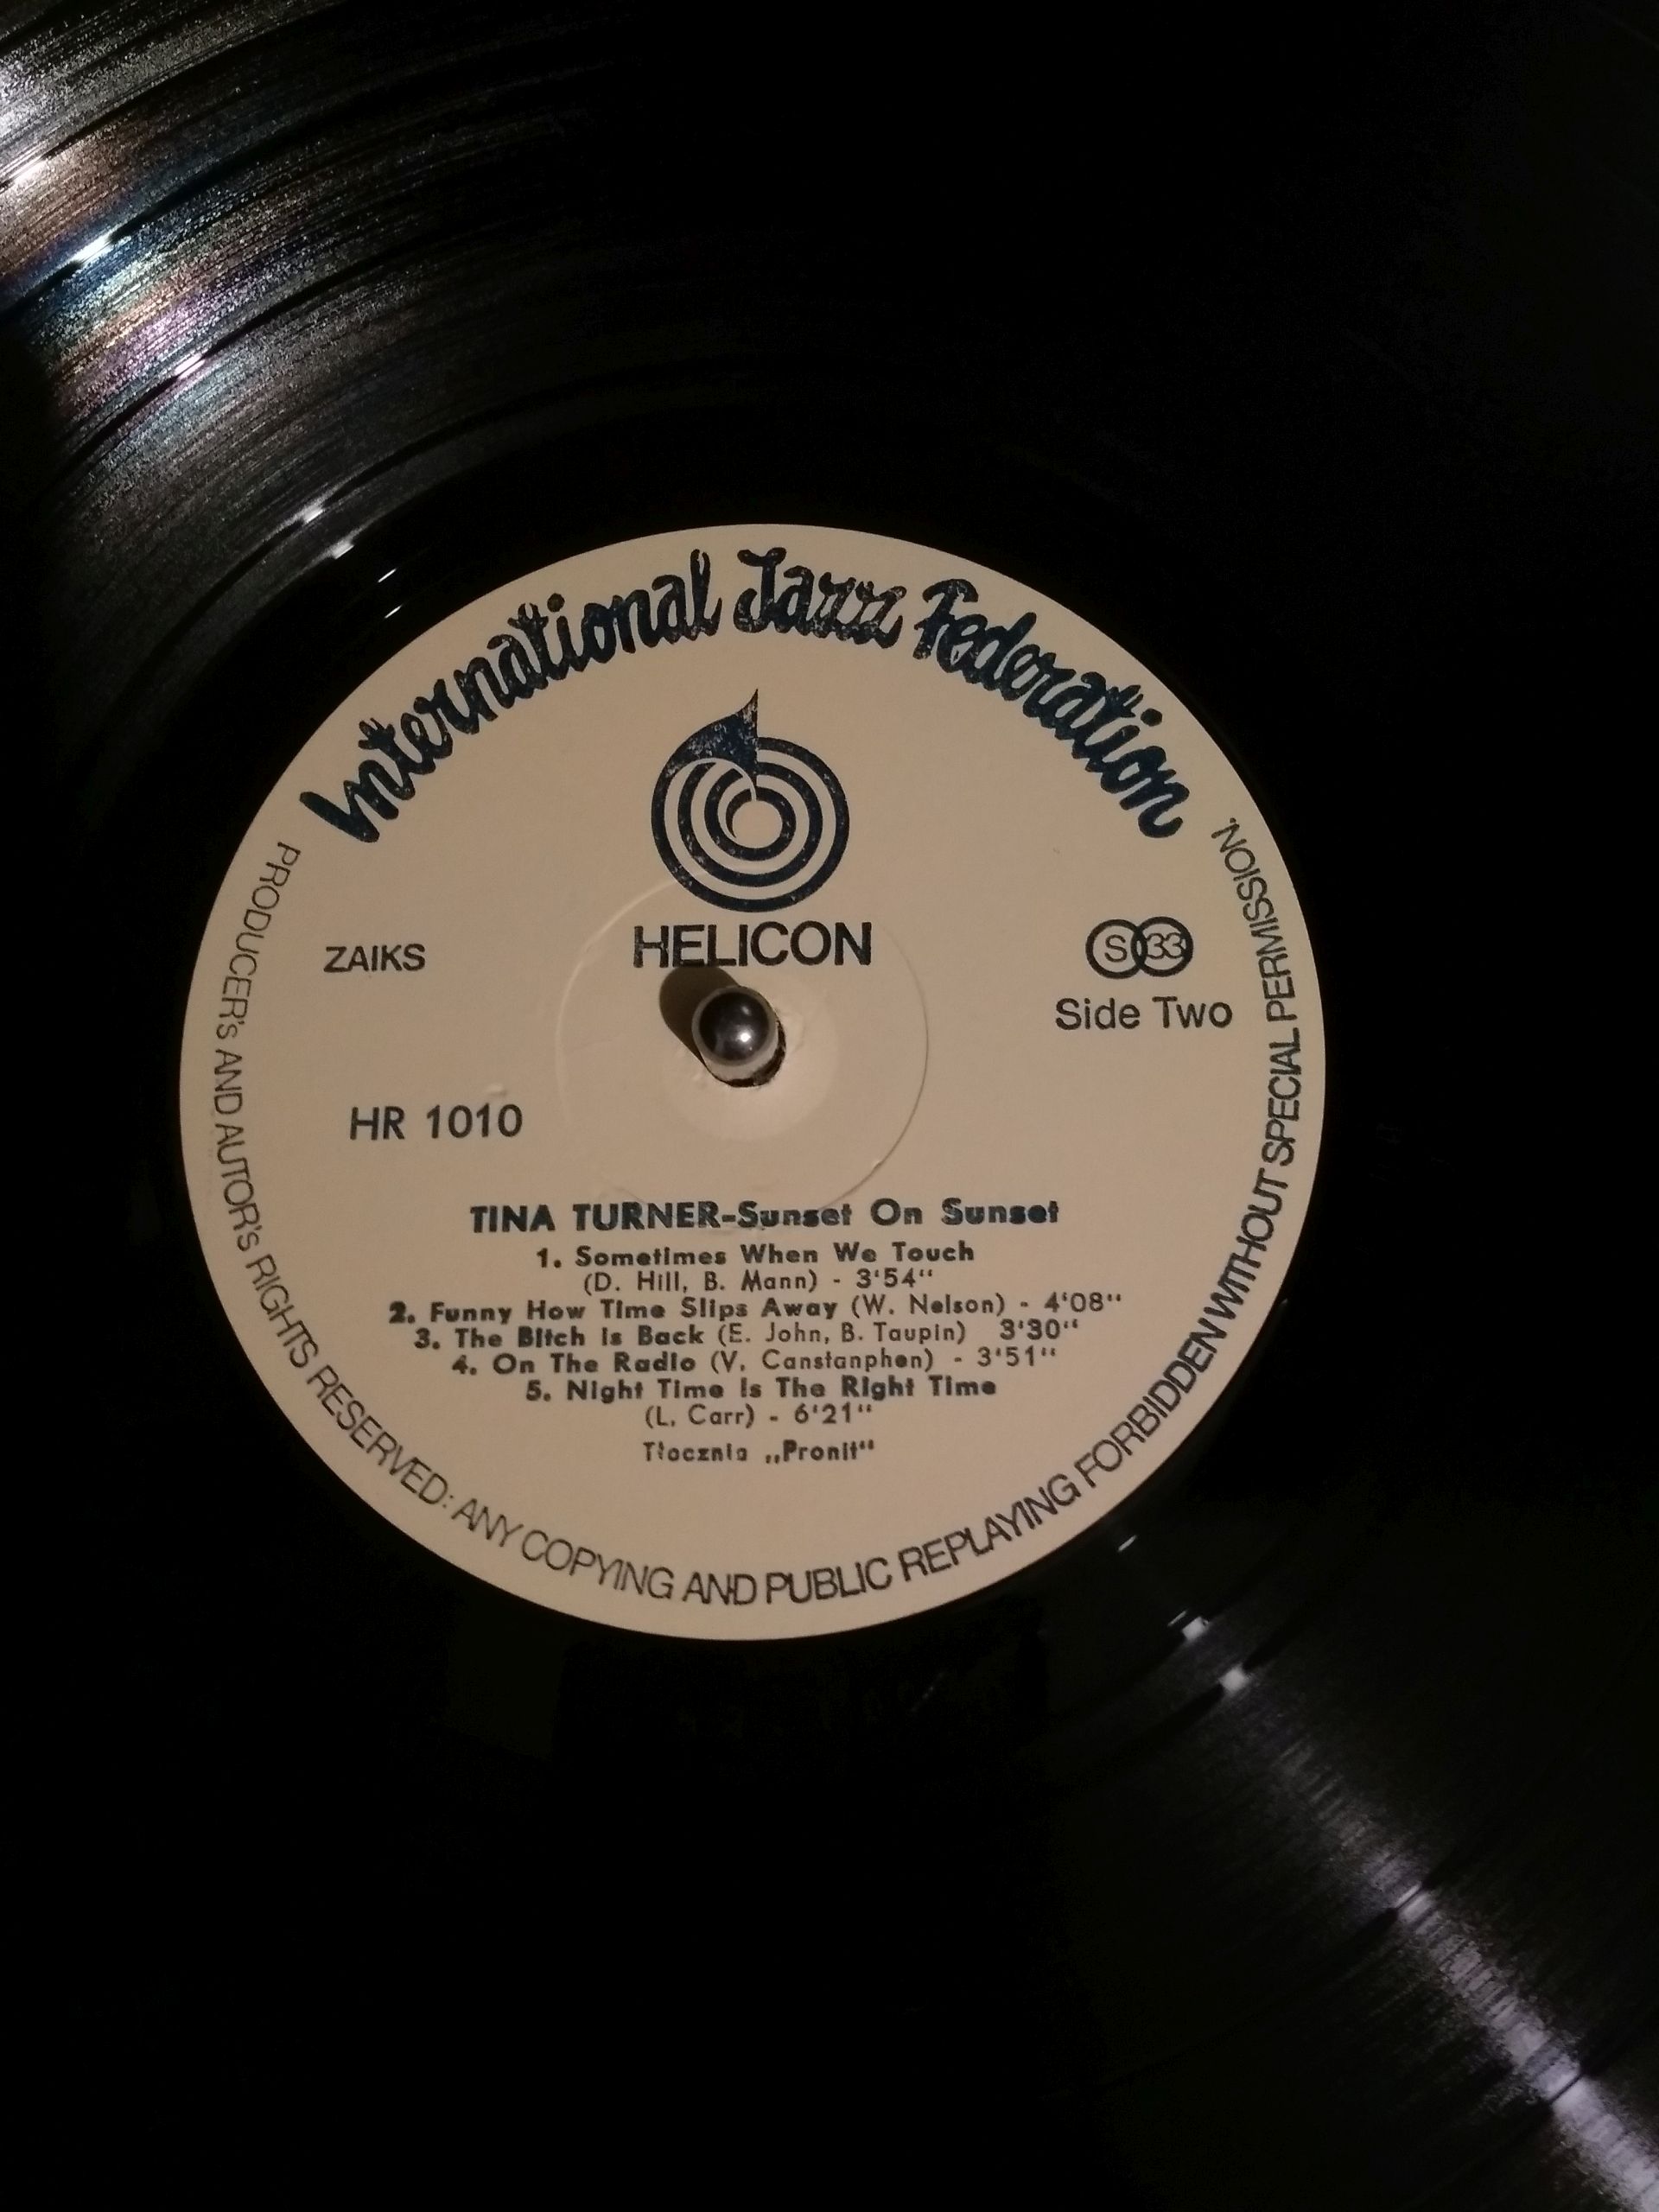 International Jazz Federation
HELICON
ZAIKS
S 33
Side Two
HR 1010
TINA TURNER-Sunset On Sunset
1. Sometimes When We Touch
(D. Hill, B. Mann) - 3'54"
2. Funny How Time Slips Away (W. Nelson) - 4'08"
3. The Bitch Is Back (E. John, B. Taupin) 3'30"
4. On The Radio (V. Canstanphen) - 3'51"
5. Night Time Is The Right Time
(L. Carr) - 6'21"
Tłocznia „Pronit"
PRODUCER's AND AUTOR'S RIGHTS RESERVED: ANY COPYING AND PUBLIC REPLAYING FORBIDDEN WITHOUT SPECIAL PERMISSION.